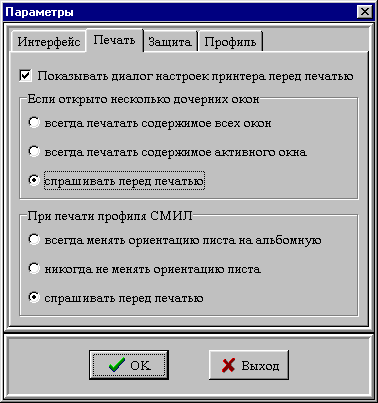 Параметры
Интерфейс Печать Защита Профиль
Показывать диалог настроек принтера перед печатью
Если открыто несколько дочерних окон
всегда печатать содержимое всех окон
всегда печатать содержимое активного окна
спрашивать перед печатью
При печати профиля СМИЛ
всегда менять ориентацию листа на альбомную
никогда не менять ориентацию листа
спрашивать перед печатью
OK Выход